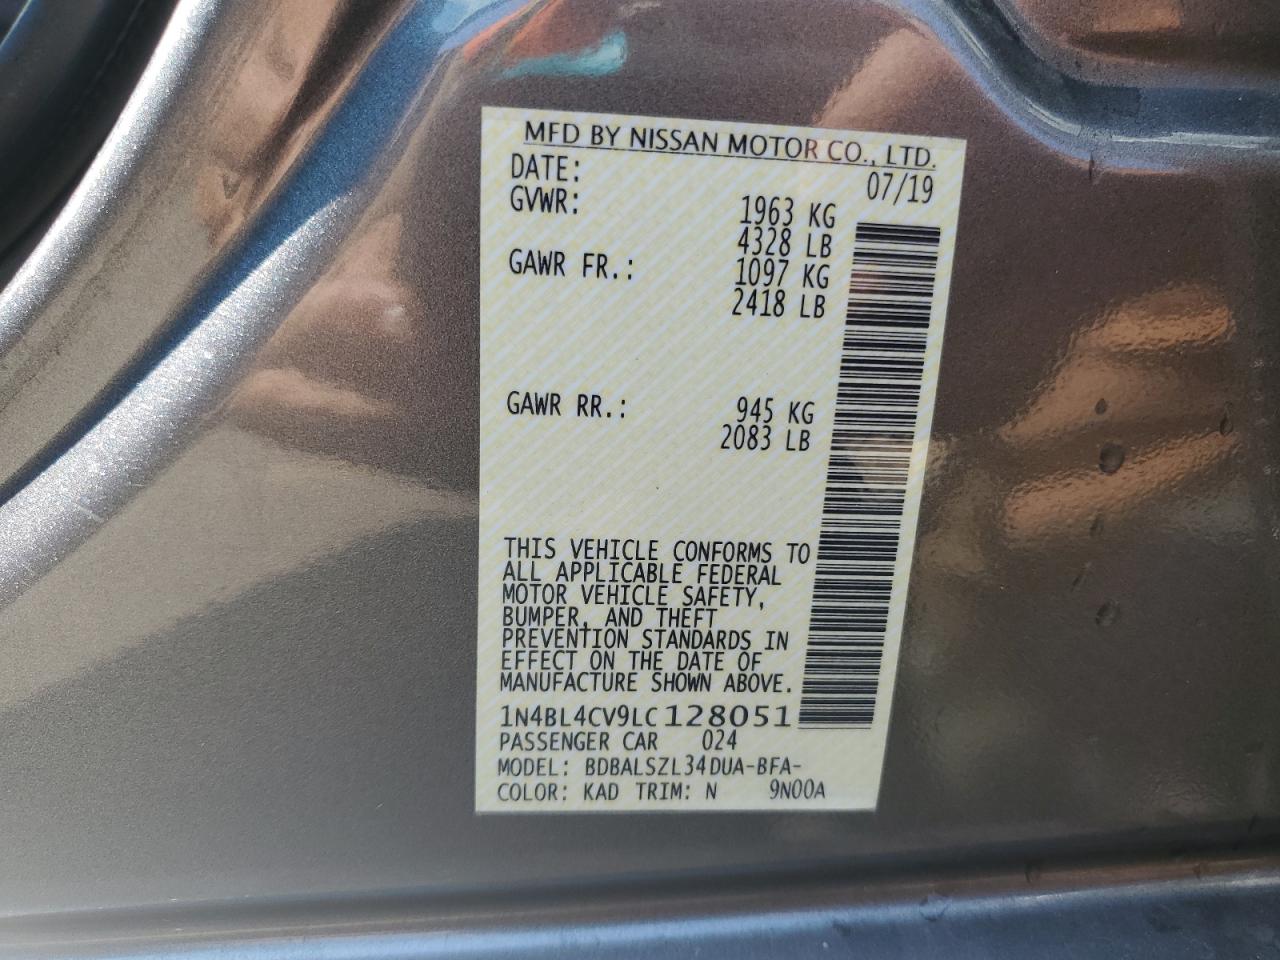 MFD BY NISSAN MOTOR CO., LTD.
DATE: 07/19
GVWR: 1963 KG
4328 LB
GAWR FR.: 1097 KG
2418 LB
GAWR RR.: 945 KG
2083 LB
THIS VEHICLE CONFORMS TO
ALL APPLICABLE FEDERAL
MOTOR VEHICLE SAFETY,
BUMPER, AND THEFT
PREVENTION STANDARDS IN
EFFECT ON THE DATE OF
MANUFACTURE SHOWN ABOVE.
1N4BL4CV9LC128051
PASSENGER CAR 024
MODEL: BDBALSZL34DUA-BFA-
COLOR: KAD TRIM: N 9N00A